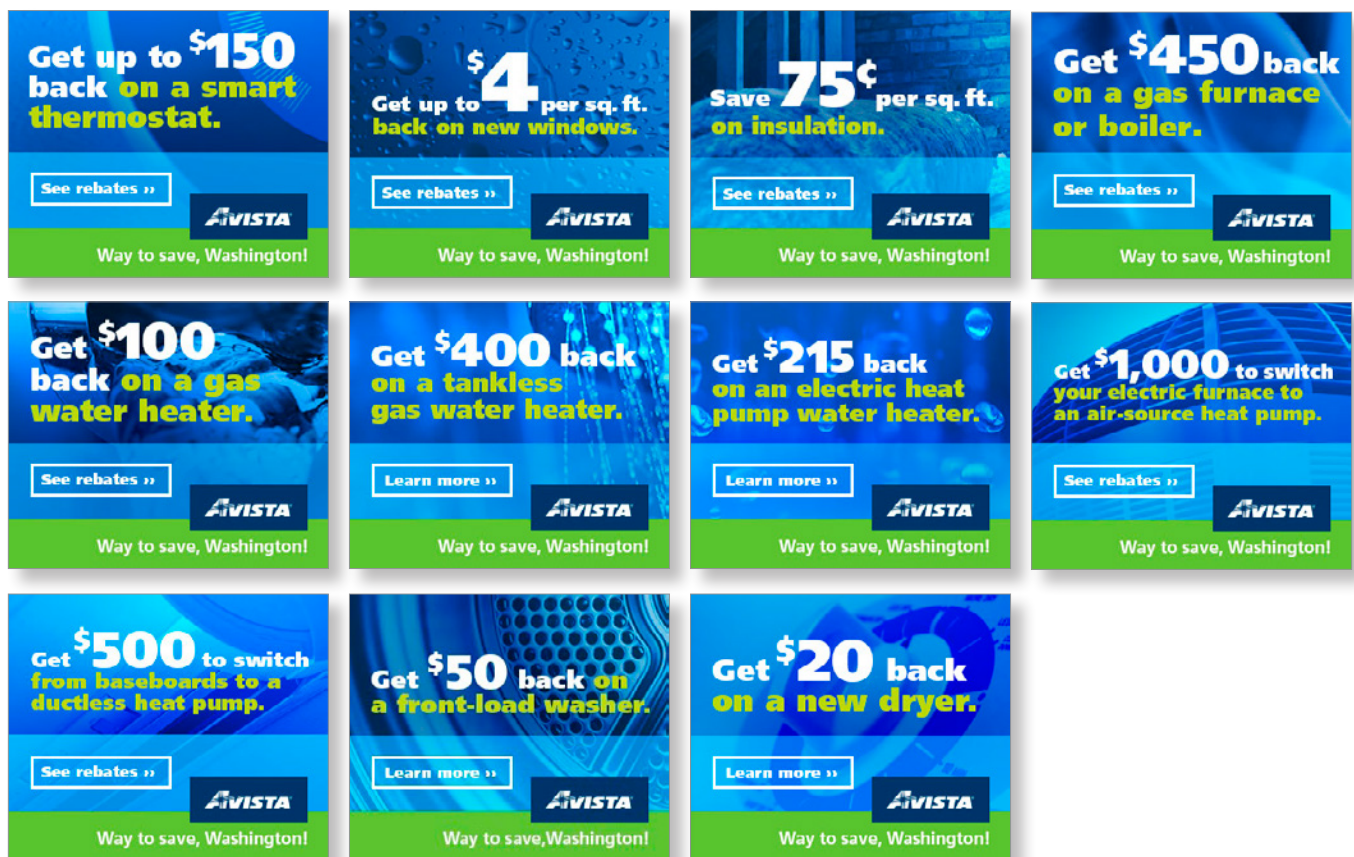 Get up to $150
back on a smart
thermostat.
See rebates ››
AVISTA
Way to save, Washington!
Get up to $4 per sq. ft.
back on new windows.
See rebates ››
AVISTA
Way to save, Washington!
Save 75¢ per sq. ft.
on insulation.
See rebates ››
AVISTA
Way to save, Washington!
Get $450 back
on a gas furnace
or boiler.
See rebates ››
AVISTA
Way to save, Washington!
Get $100
back on a gas
water heater.
See rebates ››
AVISTA
Way to save, Washington!
Get $400 back
on a tankless
gas water heater.
Learn more ››
AVISTA
Way to save, Washington!
Get $215 back
on an electric heat
pump water heater.
Learn more ››
AVISTA
Way to save, Washington!
Get $1,000 to switch
your electric furnace to
an air-source heat pump.
See rebates ››
AVISTA
Way to save, Washington!
Get $500 to switch
from baseboards to a
ductless heat pump.
See rebates ››
AVISTA
Way to save, Washington!
Get $50 back on
a front-load washer.
Learn more ››
AVISTA
Way to save,Washington!
Get $20 back
on a new dryer.
Learn more ››
AVISTA
Way to save, Washington!